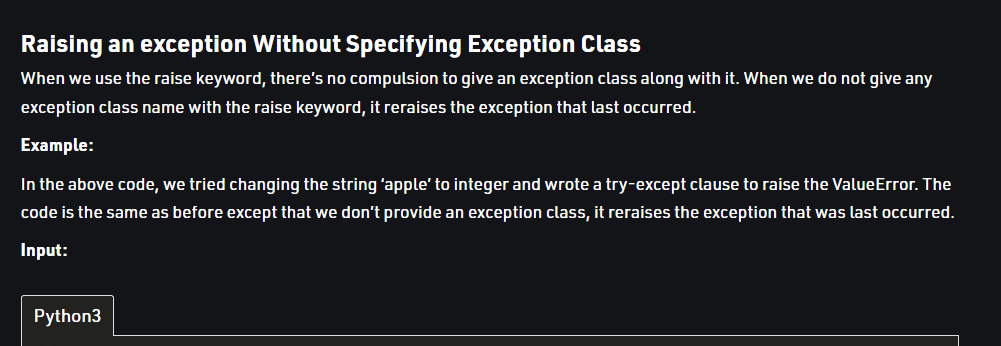 Raising an exception Without Specifying Exception Class
When we use the raise keyword, there's no compulsion to give an exception class along with it. When we do not give any
exception class name with the raise keyword, it reraises the exception that last occurred.
Example:
In the above code, we tried changing the string ‘apple’ to integer and wrote a try-except clause to raise the ValueError. The
code is the same as before except that we don’t provide an exception class, it reraises the exception that was last occurred.
Input:
Python3